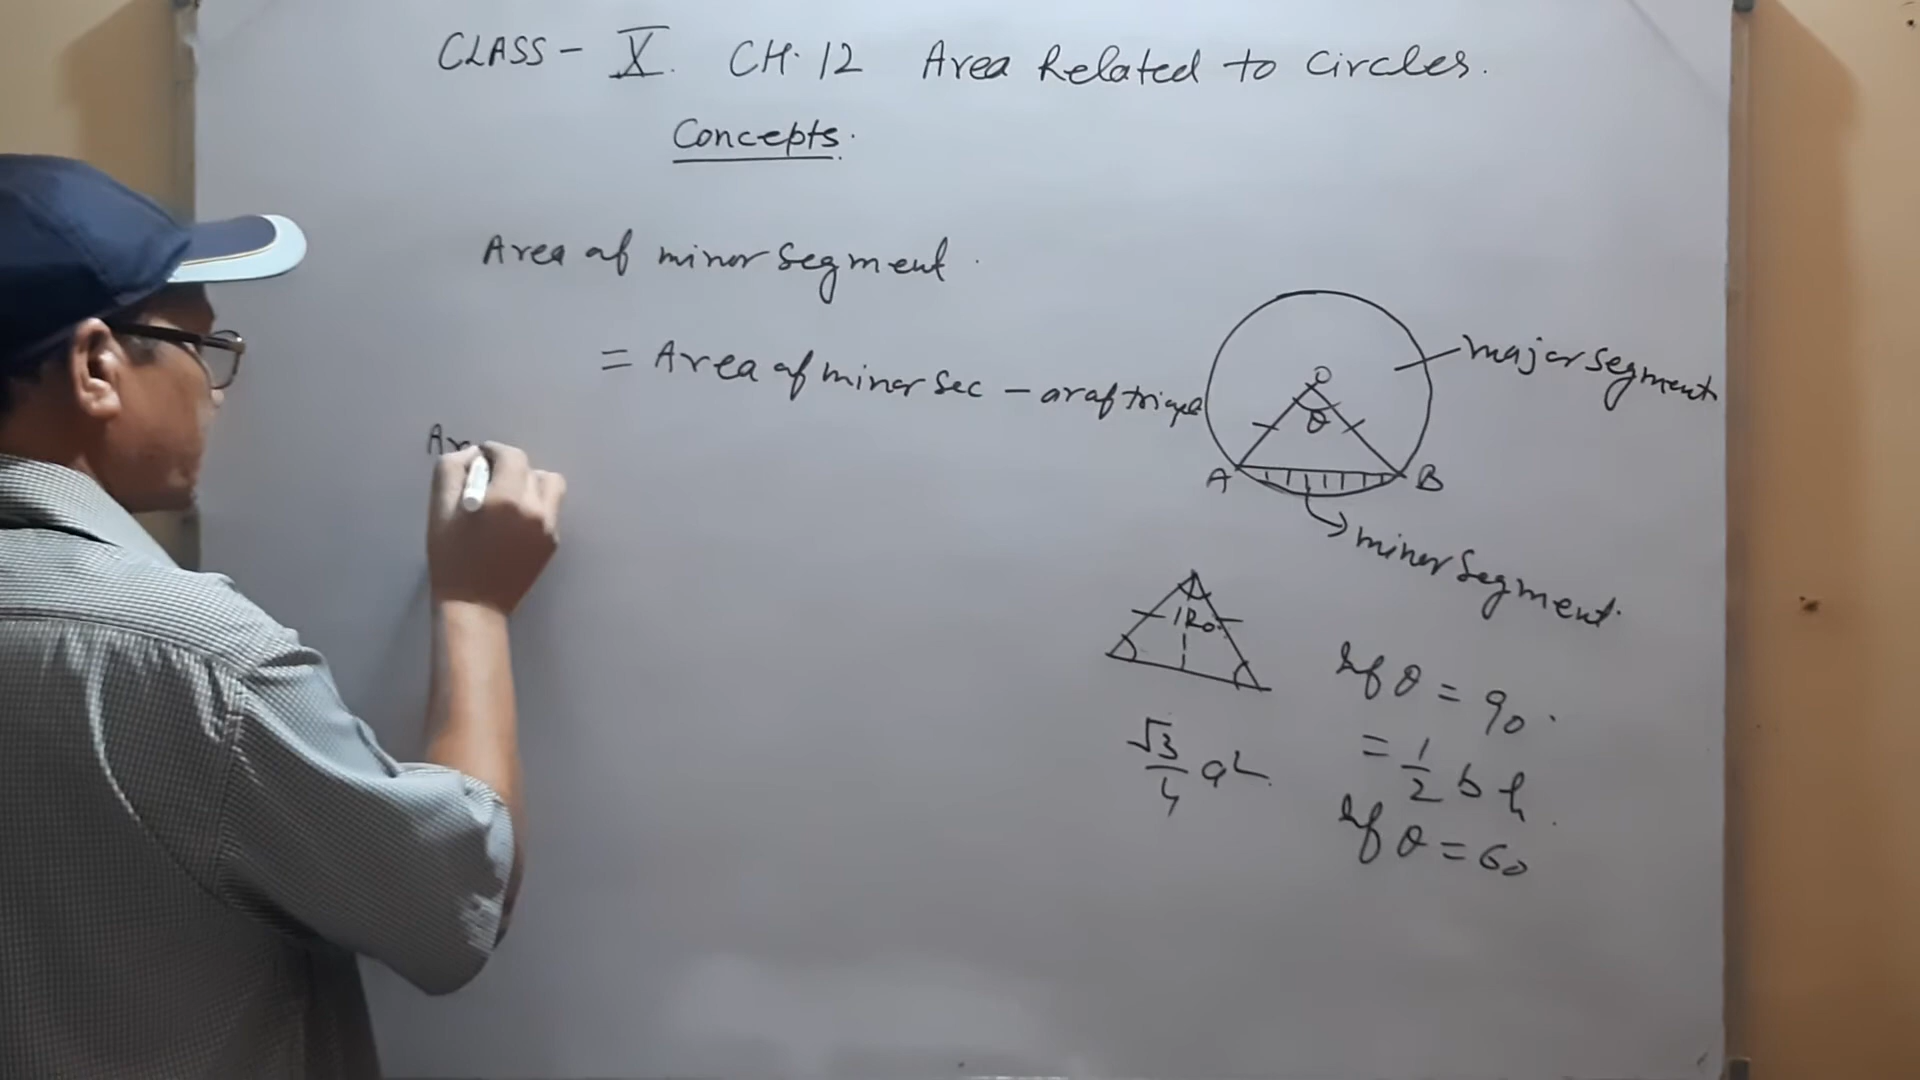 CLASS - X. CH. 12 Area Related to Circles.
Concepts.
Area of minor Segment.
= Area of minor sec - ar of
major segment
O
θ
A
B
minor segment.
120°
If θ = 90.
= 1/2 b h.
√3/4 a²
If θ = 60
Ar